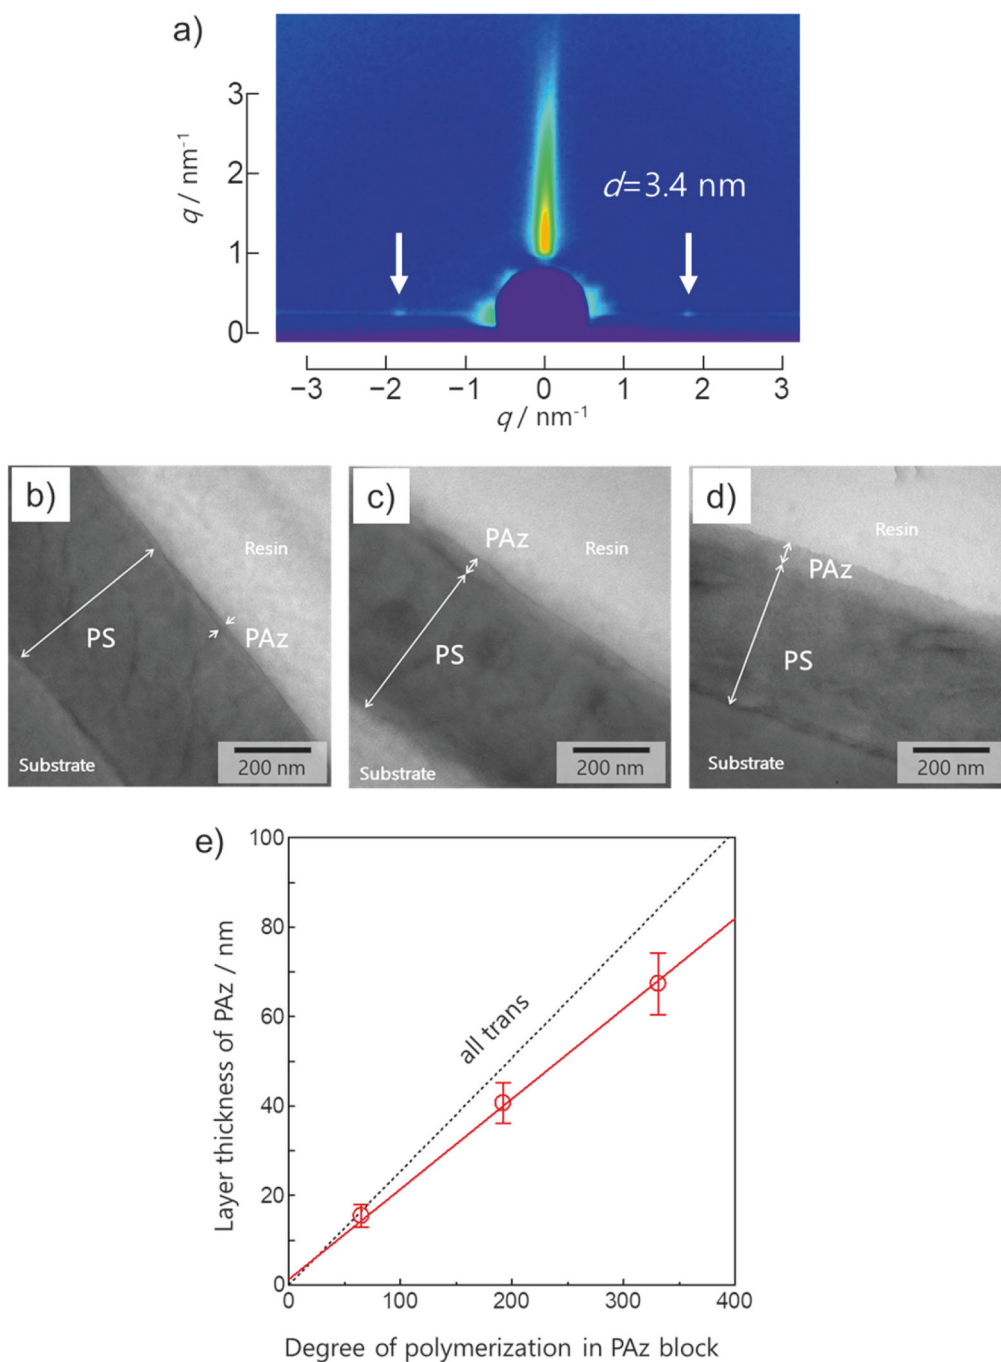 a)
3
2
1
0
q / nm-1
d=3.4 nm
−3 −2 −1 0 1 2 3
q / nm-1
b)
Resin
PS
PAz
Substrate
200 nm
c)
Resin
PAz
PS
Substrate
200 nm
d)
Resin
PAz
PS
Substrate
200 nm
e)
100
80
60
40
20
0
Layer thickness of PAz / nm
all trans
0 100 200 300 400
Degree of polymerization in PAz block